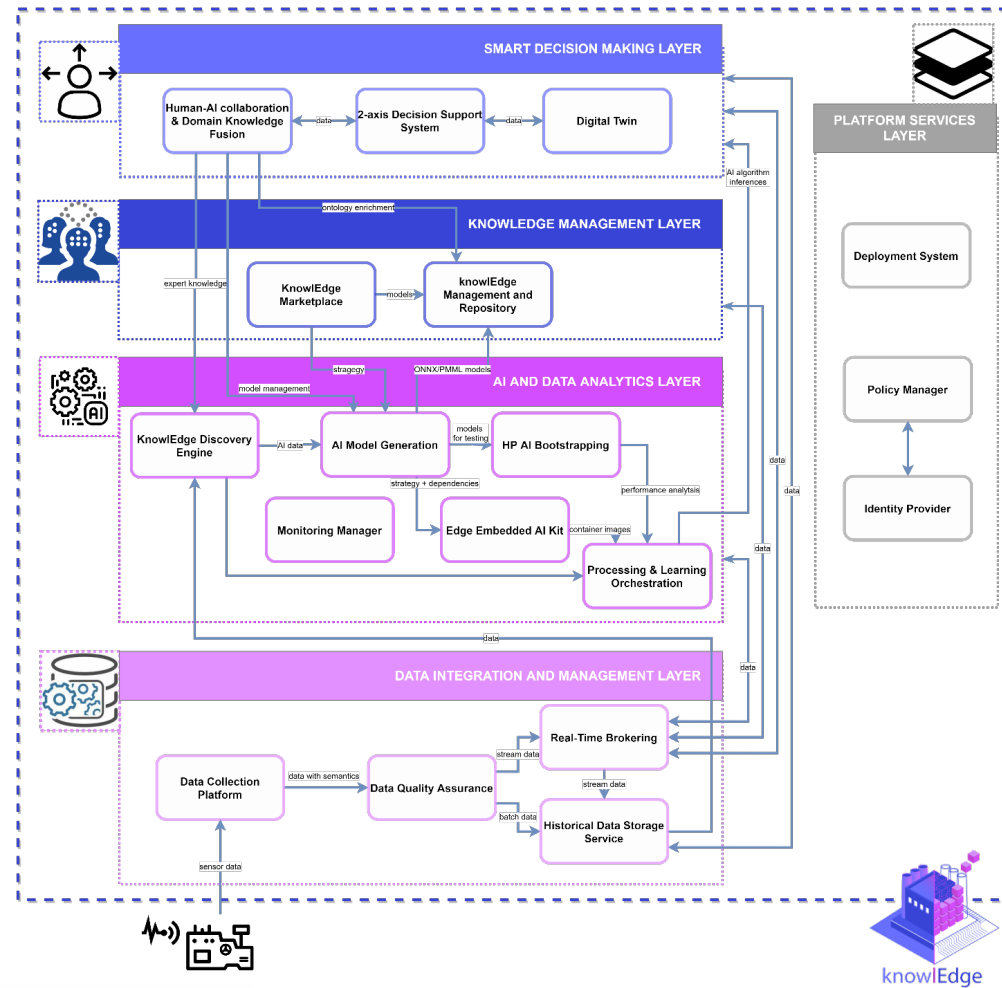 SMART DECISION MAKING LAYER
Human-AI collaboration
& Domain Knowledge
Fusion
data
2-axis Decision Support
System
data
Digital Twin
PLATFORM SERVICES
LAYER
AI algorithm
inferences
ontology enrichment
KNOWLEDGE MANAGEMENT LAYER
Deployment System
expert knowledge
KnowlEdge
Marketplace
models
knowlEdge
Management and
Repository
stragegy
ONNX/PMML models
AI AND DATA ANALYTICS LAYER
model management
Policy Manager
KnowlEdge Discovery
Engine
AI data
AI Model Generation
models
for testing
HP AI Bootstrapping
data
strategy + dependencies
performance analytsis
data
Monitoring Manager
Edge Embedded AI Kit
container images
Identity Provider
data
Processing & Learning
Orchestration
data
data
DATA INTEGRATION AND MANAGEMENT LAYER
Real-Time Brokering
stream data
Data Collection
Platform
data with semantics
Data Quality Assurance
stream data
batch data
Historical Data Storage
Service
sensor data
knowlEdge